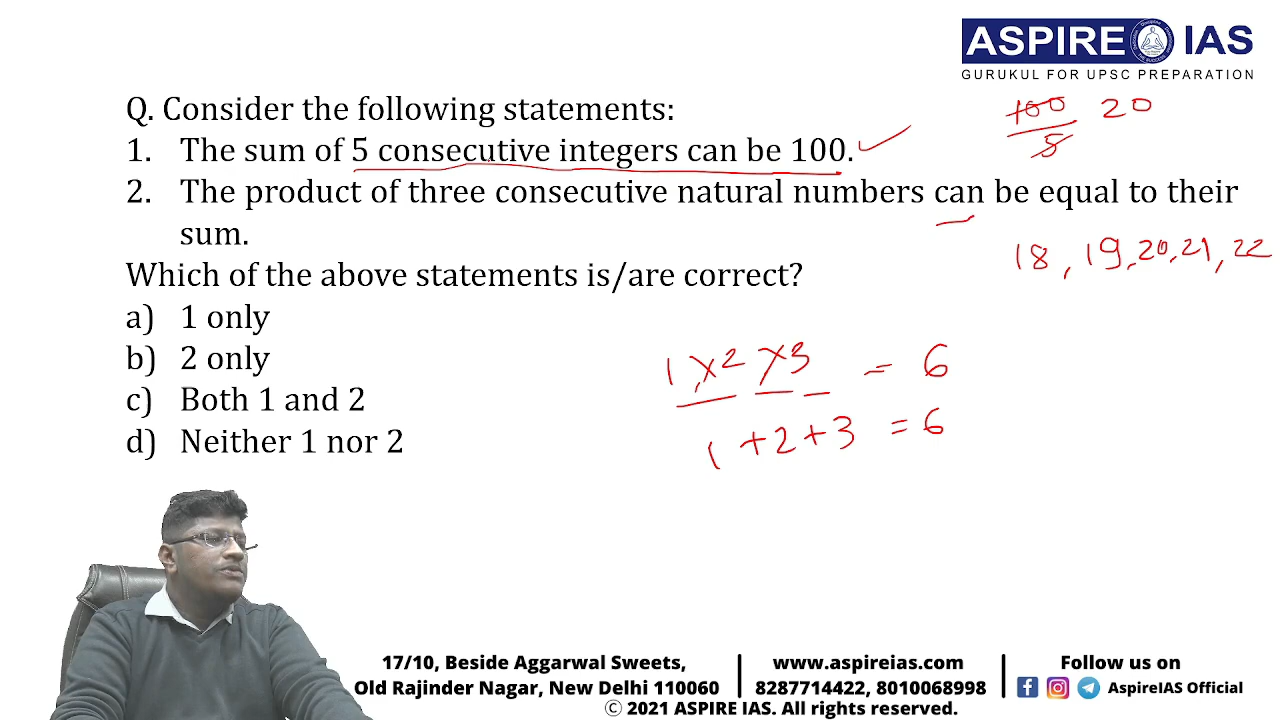 ASPIRE IAS
GURUKUL FOR UPSC PREPARATION
Q. Consider the following statements:
100/5 20
1. The sum of 5 consecutive integers can be 100.
2. The product of three consecutive natural numbers can be equal to their
sum.
18, 19, 20, 21, 22
Which of the above statements is/are correct?
a) 1 only
b) 2 only
1 x 2 x 3 = 6
c) Both 1 and 2
1 + 2 + 3 = 6
d) Neither 1 nor 2
17/10, Beside Aggarwal Sweets,
Old Rajinder Nagar, New Delhi 110060
www.aspireias.com
8287714422, 8010068998
Follow us on
AspireIAS Official
Ⓒ 2021 ASPIRE IAS. All rights reserved.